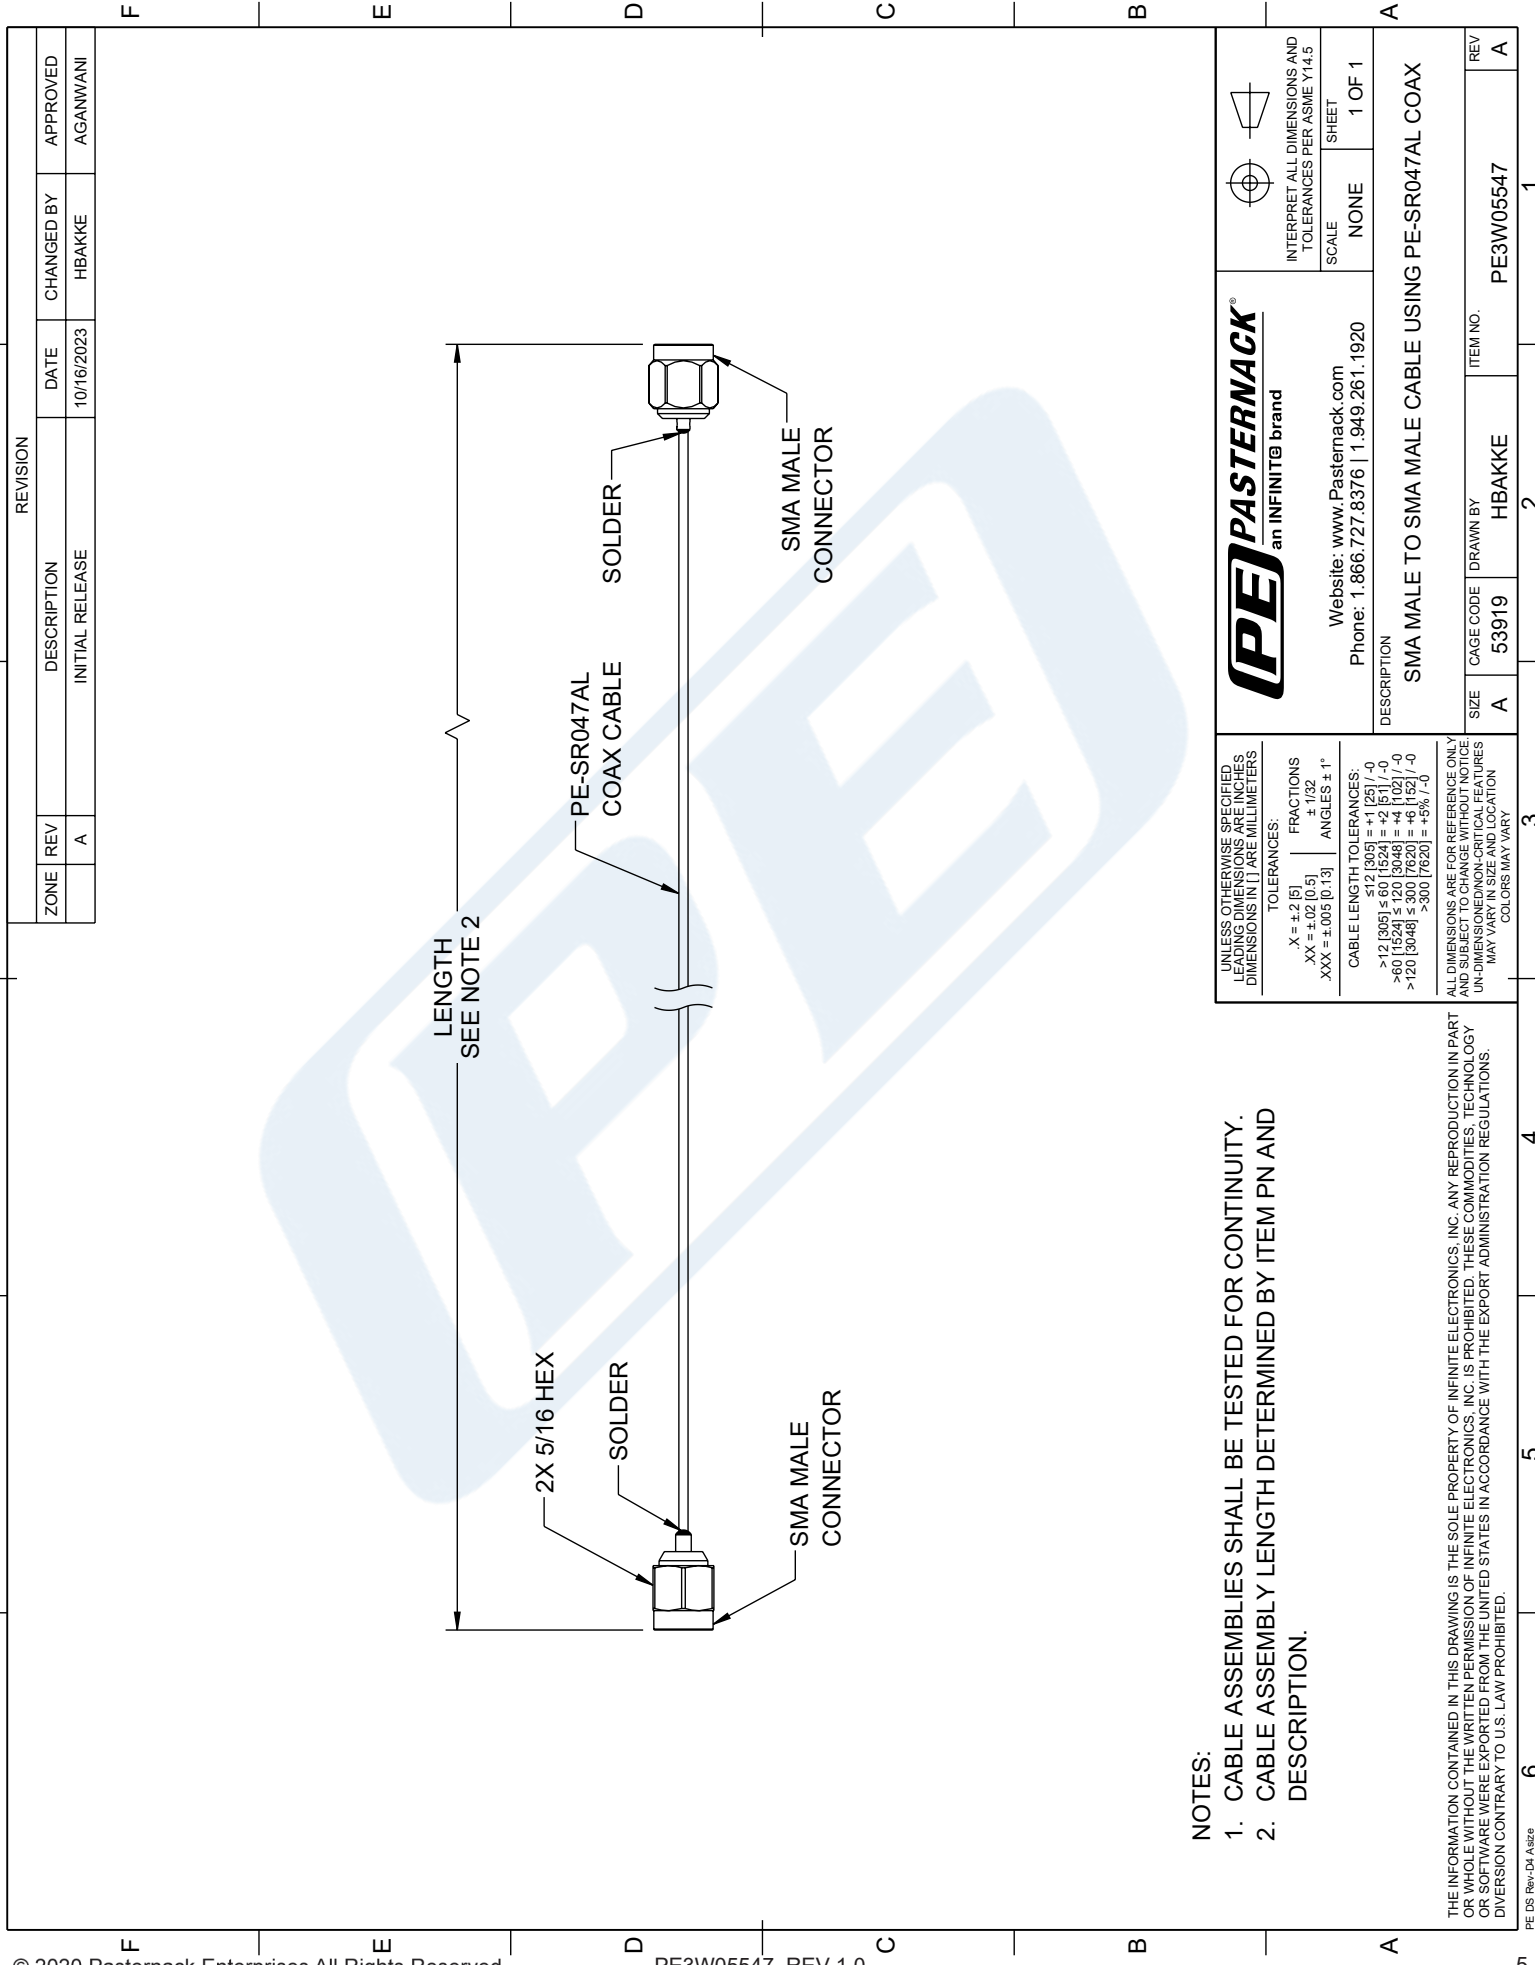 REVISION
ZONE REV DESCRIPTION DATE CHANGED BY APPROVED
A INITIAL RELEASE 10/16/2023 HBAKKE AGANWANI
F
E
D
C
B
A
LENGTH
SEE NOTE 2
2X 5/16 HEX
SOLDER
SMA MALE
CONNECTOR
PE-SR047AL
COAX CABLE
SOLDER
SMA MALE
CONNECTOR
NOTES:
1. CABLE ASSEMBLIES SHALL BE TESTED FOR CONTINUITY.
2. CABLE ASSEMBLY LENGTH DETERMINED BY ITEM PN AND
DESCRIPTION.
THE INFORMATION CONTAINED IN THIS DRAWING IS THE SOLE PROPERTY OF INFINITE ELECTRONICS, INC. ANY REPRODUCTION IN PART
OR WHOLE WITHOUT THE WRITTEN PERMISSION OF INFINITE ELECTRONICS, INC. IS PROHIBITED. THESE COMMODITIES, TECHNOLOGY
OR SOFTWARE WERE EXPORTED FROM THE UNITED STATES IN ACCORDANCE WITH THE EXPORT ADMINISTRATION REGULATIONS.
DIVERSION CONTRARY TO U.S. LAW PROHIBITED.
UNLESS OTHERWISE SPECIFIED
LEADING DIMENSIONS ARE INCHES
DIMENSIONS IN [ ] ARE MILLIMETERS
TOLERANCES:
.X = ±.2 [5]
.XX = ±.02 [0.5]
.XXX = ±.005 [0.13]
FRACTIONS
± 1/32
ANGLES ± 1°
CABLE LENGTH TOLERANCES:
≤12 [305] = +1 [25] / -0
>12 [305] ≤ 60 [1524] = +2 [51] / -0
>60 [1524] ≤ 120 [3048] = +4 [102] / -0
>120 [3048] ≤ 300 [7620] = +6 [152] / -0
>300 [7620] = +5% / -0
ALL DIMENSIONS ARE FOR REFERENCE ONLY
AND SUBJECT TO CHANGE WITHOUT NOTICE.
UN-DIMENSIONED/NON-CRITICAL FEATURES
MAY VARY IN SIZE AND LOCATION
COLORS MAY VARY
PE PASTERNACK®
an INFINIT@ brand
Website: www.Pasternack.com
Phone: 1.866.727.8376 | 1.949.261.1920
INTERPRET ALL DIMENSIONS AND
TOLERANCES PER ASME Y14.5
SCALE
NONE
SHEET
1 OF 1
DESCRIPTION
SMA MALE TO SMA MALE CABLE USING PE-SR047AL COAX
SIZE
A
CAGE CODE
53919
DRAWN BY
HBAKKE
ITEM NO.
PE3W05547
REV
A
PE DS Rev-D4 Asize
6 5 4 3 2 1
F
E
D
C
B
A
© 2020 Pasternack Enterprises All Rights Reserved
PE3W05547 REV 1.0
5